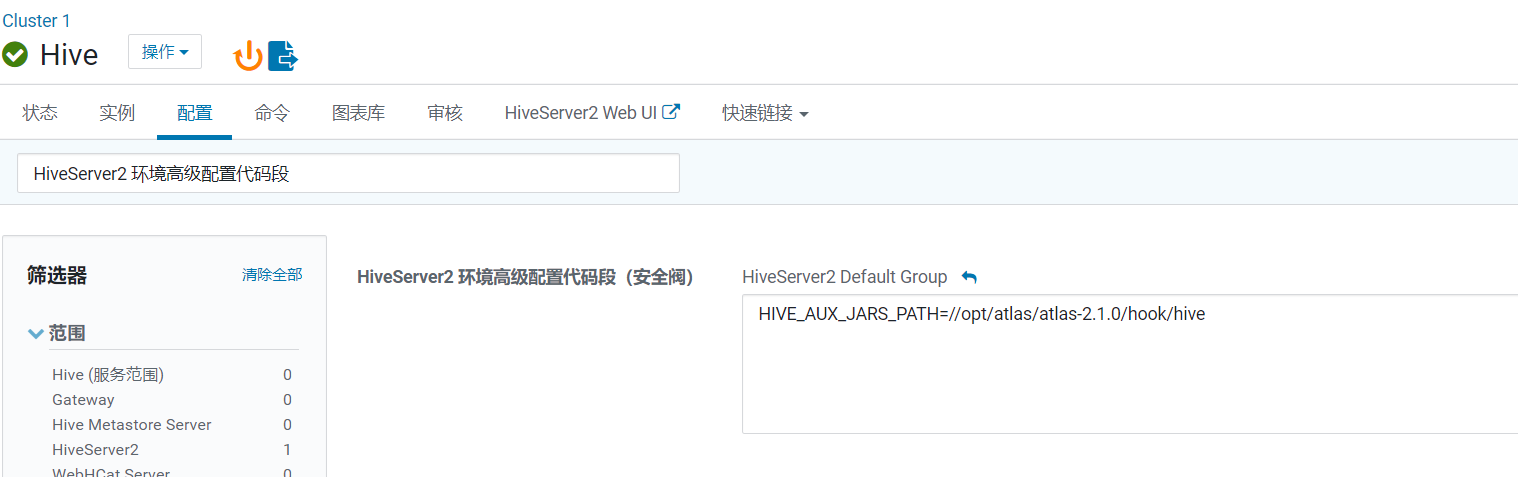 Cluster 1
Hive
操作
状态 实例 配置 命令 图表库 审核 HiveServer2 Web UI 快速链接
HiveServer2 环境高级配置代码段
筛选器 清除全部
HiveServer2 环境高级配置代码段（安全阀） HiveServer2 Default Group
HIVE_AUX_JARS_PATH=//opt/atlas/atlas-2.1.0/hook/hive
范围
Hive (服务范围) 0
Gateway 0
Hive Metastore Server 0
HiveServer2 1
WebHCat Server 0